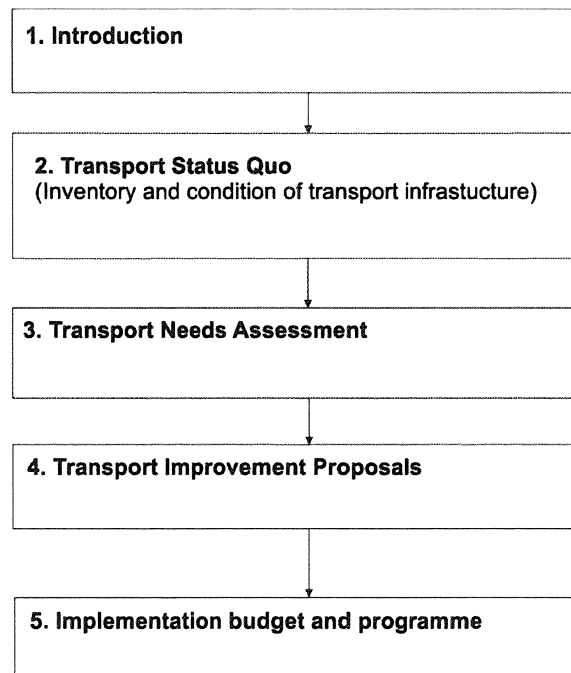 1. Introduction
2. Transport Status Quo
(Inventory and condition of transport infrastucture)
3. Transport Needs Assessment
4. Transport Improvement Proposals
5. Implementation budget and programme